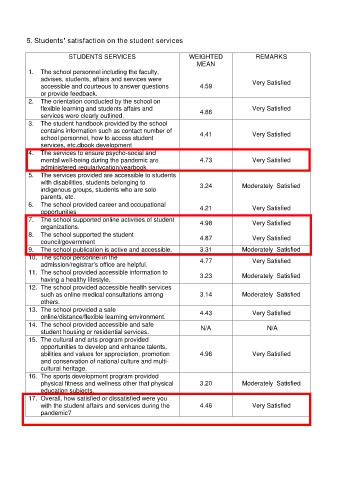 5. Students' satisfaction on the student services
STUDENTS SERVICES WEIGHTED MEAN REMARKS
1. The school personnel including the faculty,
advises, students, affairs and services were
accessible and courteous to answer questions
or provide feedback. 4.59 Very Satisfied
2. The orientation conducted by the school on
flexible learning and students affairs and
services were clearly outlined. 4.86 Very Satisfied
3. The student handbook provided by the school
contains information such as contact number of
school personnel, how to access student
services, etc.dbook development 4.41 Very Satisfied
4. The services to ensure psycho-social and
mental well-being during the pandemic are
administered regularlycation/yearbook 4.73 Very Satisfied
5. The services provided are accessible to students
with disabilities, students belonging to
indigenous groups, students who are solo
parents, etc. 3.24 Moderately Satisfied
6. The school provided career and occupational
opportunities 4.21 Very Satisfied
7. The school supported online activities of student
organizations. 4.98 Very Satisfied
8. The school supported the student
council/government 4.87 Very Satisfied
9. The school publication is active and accessible. 3.31 Moderately Satisfied
10. The school personnel in the
admission/registrar's office are helpful. 4.77 Very Satisfied
11. The school provided accessible information to
having a healthy lifestyle. 3.23 Moderately Satisfied
12. The school provided accessible health services
such as online medical consultations among
others. 3.14 Moderately Satisfied
13. The school provided a safe
online/distance/flexible learning environment. 4.43 Very Satisfied
14. The school provided accessible and safe
student housing or residential services. N/A N/A
15. The cultural and arts program provided
opportunities to develop and enhance talents,
abilities and values for appreciation, promotion
and conservation of national culture and multi-
cultural heritage. 4.96 Very Satisfied
16. The sports development program provided
physical fitness and wellness other that physical
education subjects. 3.20 Moderately Satisfied
17. Overall, how satisfied or dissatisfied were you
with the student affairs and services during the
pandemic? 4.46 Very Satisfied